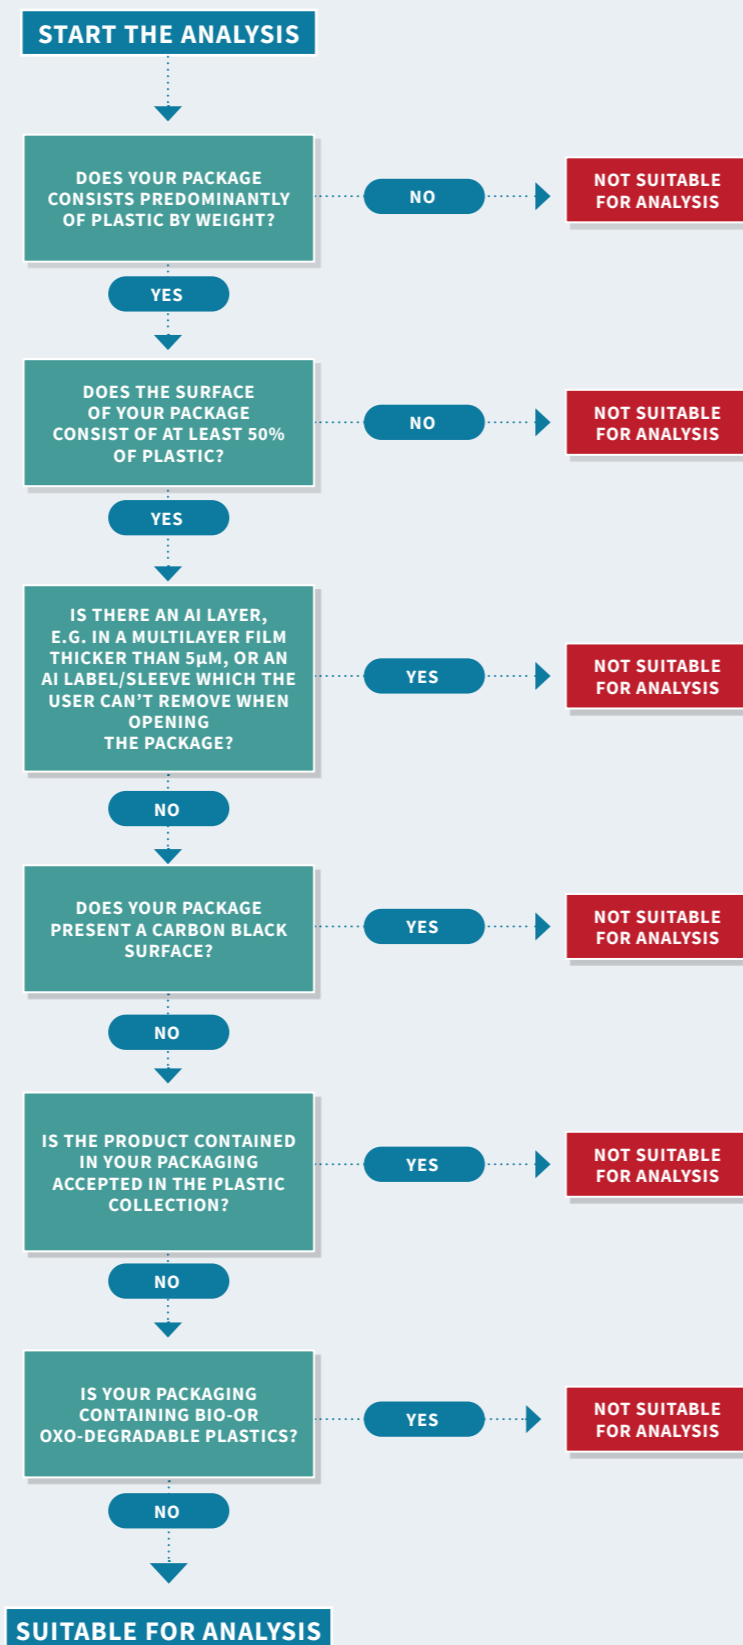 START THE ANALYSIS
DOES YOUR PACKAGE
CONSISTS PREDOMINANTLY
OF PLASTIC BY WEIGHT?
NO
NOT SUITABLE
FOR ANALYSIS
YES
DOES THE SURFACE
OF YOUR PACKAGE
CONSIST OF AT LEAST 50%
OF PLASTIC?
NO
NOT SUITABLE
FOR ANALYSIS
YES
IS THERE AN AI LAYER,
E.G. IN A MULTILAYER FILM
THICKER THAN 5µM, OR AN
AI LABEL/SLEEVE WHICH THE
USER CAN'T REMOVE WHEN
OPENING
THE PACKAGE?
YES
NOT SUITABLE
FOR ANALYSIS
NO
DOES YOUR PACKAGE
PRESENT A CARBON BLACK
SURFACE?
YES
NOT SUITABLE
FOR ANALYSIS
NO
IS THE PRODUCT CONTAINED
IN YOUR PACKAGING
ACCEPTED IN THE PLASTIC
COLLECTION?
YES
NOT SUITABLE
FOR ANALYSIS
NO
IS YOUR PACKAGING
CONTAINING BIO-OR
OXO-DEGRADABLE PLASTICS?
YES
NOT SUITABLE
FOR ANALYSIS
NO
SUITABLE FOR ANALYSIS